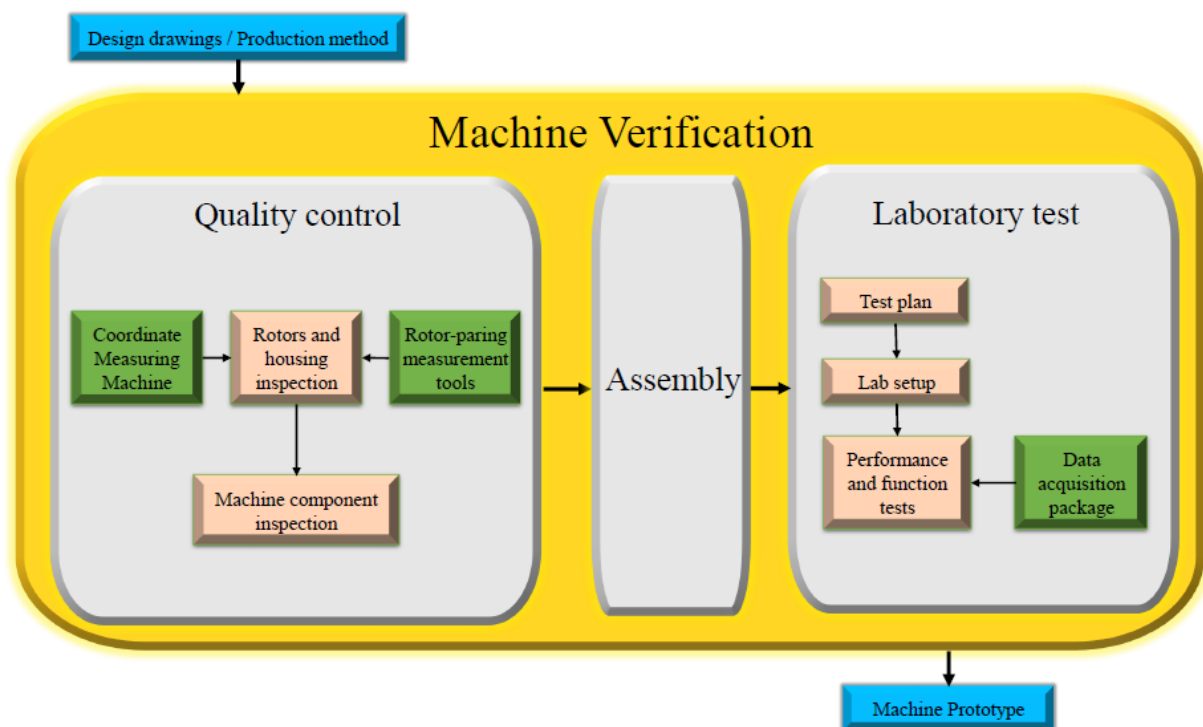 Design drawings / Production method
Machine Verification
Quality control
Coordinate
Measuring
Machine
Rotors and
housing
inspection
Rotor-paring
measurement
tools
Machine component
inspection
Assembly
Laboratory test
Test plan
Lab setup
Performance
and function
tests
Data
acquisition
package
Machine Prototype